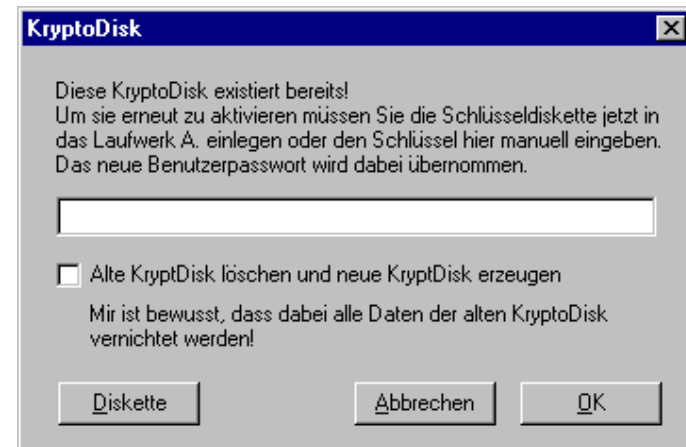 KryptoDisk
Diese KryptoDisk existiert bereits!
Um sie erneut zu aktivieren müssen Sie die Schlüsseldiskette jetzt in
das Laufwerk A. einlegen oder den Schlüssel hier manuell eingeben.
Das neue Benutzerpasswort wird dabei übernommen.
Alte KryptDisk löschen und neue KryptDisk erzeugen
Mir ist bewusst, dass dabei alle Daten der alten KryptoDisk
vernichtet werden!
Diskette
Abbrechen
OK